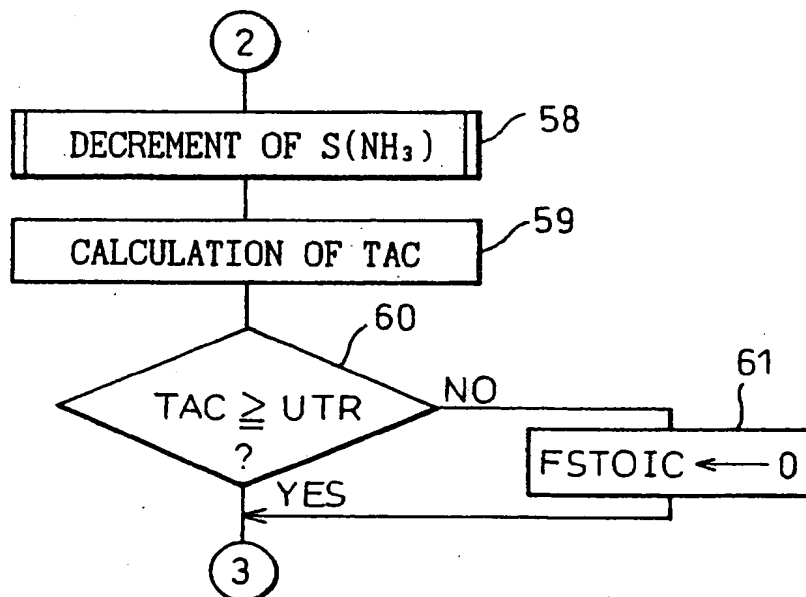 2
DECREMENT OF S(NH₃)
58
CALCULATION OF TAC
59
60
TAC ≧ UTR
?
NO
YES
61
FSTOIC ← 0
3